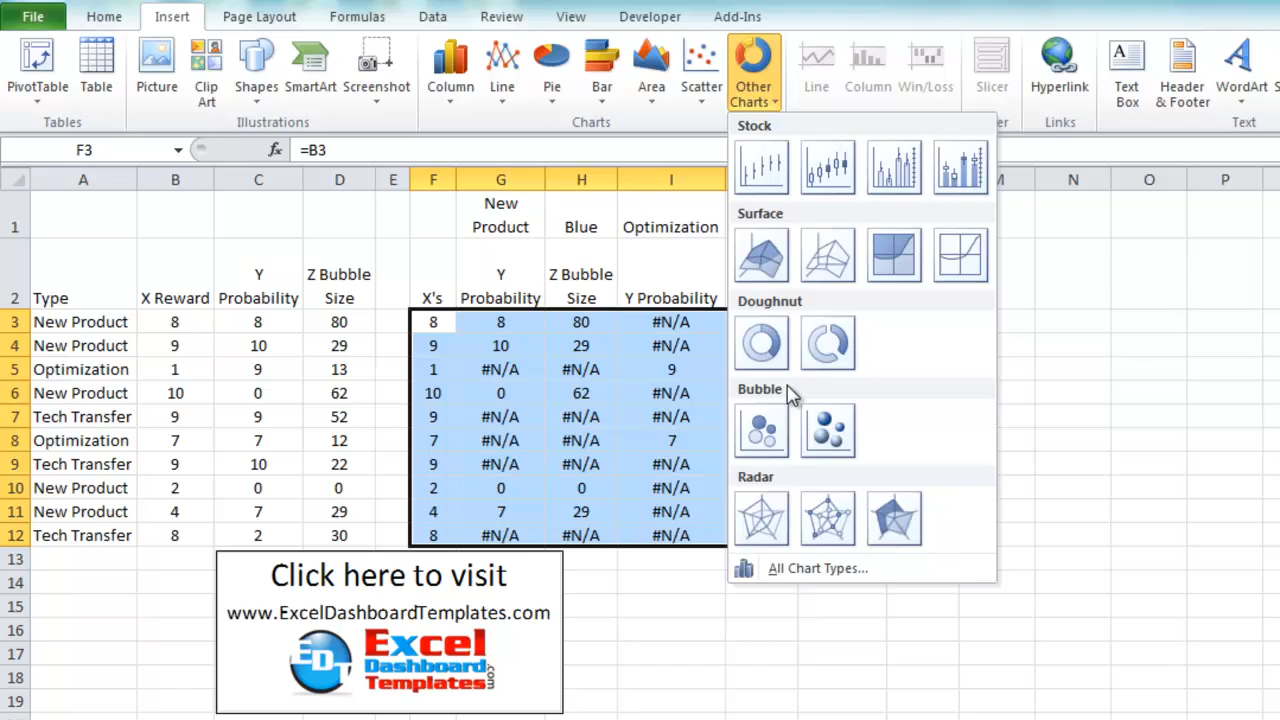 File Home Insert Page Layout Formulas Data Review View Developer Add-Ins
PivotTable Table Picture Clip Art Shapes SmartArt Screenshot Column Line Pie Bar Area Scatter Other Charts Line Column Win/Loss Slicer Hyperlink Text Box Header & Footer WordArt
Tables Illustrations Charts Links Text
F3 fx =B3
A B C D E F G H I M N O P
1 New Product Blue Optimization
2 Type X Reward Y Probability Z Bubble Size X's Y Probability Z Bubble Size Y Probability
3 New Product 8 8 80 8 8 80 #N/A
4 New Product 9 10 29 9 10 29 #N/A
5 Optimization 1 9 13 1 #N/A #N/A 9
6 New Product 10 0 62 10 0 62 #N/A
7 Tech Transfer 9 9 52 9 #N/A #N/A #N/A
8 Optimization 7 7 12 7 #N/A #N/A 7
9 Tech Transfer 9 10 22 9 #N/A #N/A #N/A
10 New Product 2 0 0 2 0 0 #N/A
11 New Product 4 7 29 4 7 29 #N/A
12 Tech Transfer 8 2 30 8 #N/A #N/A #N/A
13
14
15
16
17
18
19
Stock
Surface
Doughnut
Bubble
Radar
All Chart Types...
Click here to visit
www.ExcelDashboardTemplates.com
EDT
Excel
Dashboard
Templates
.com